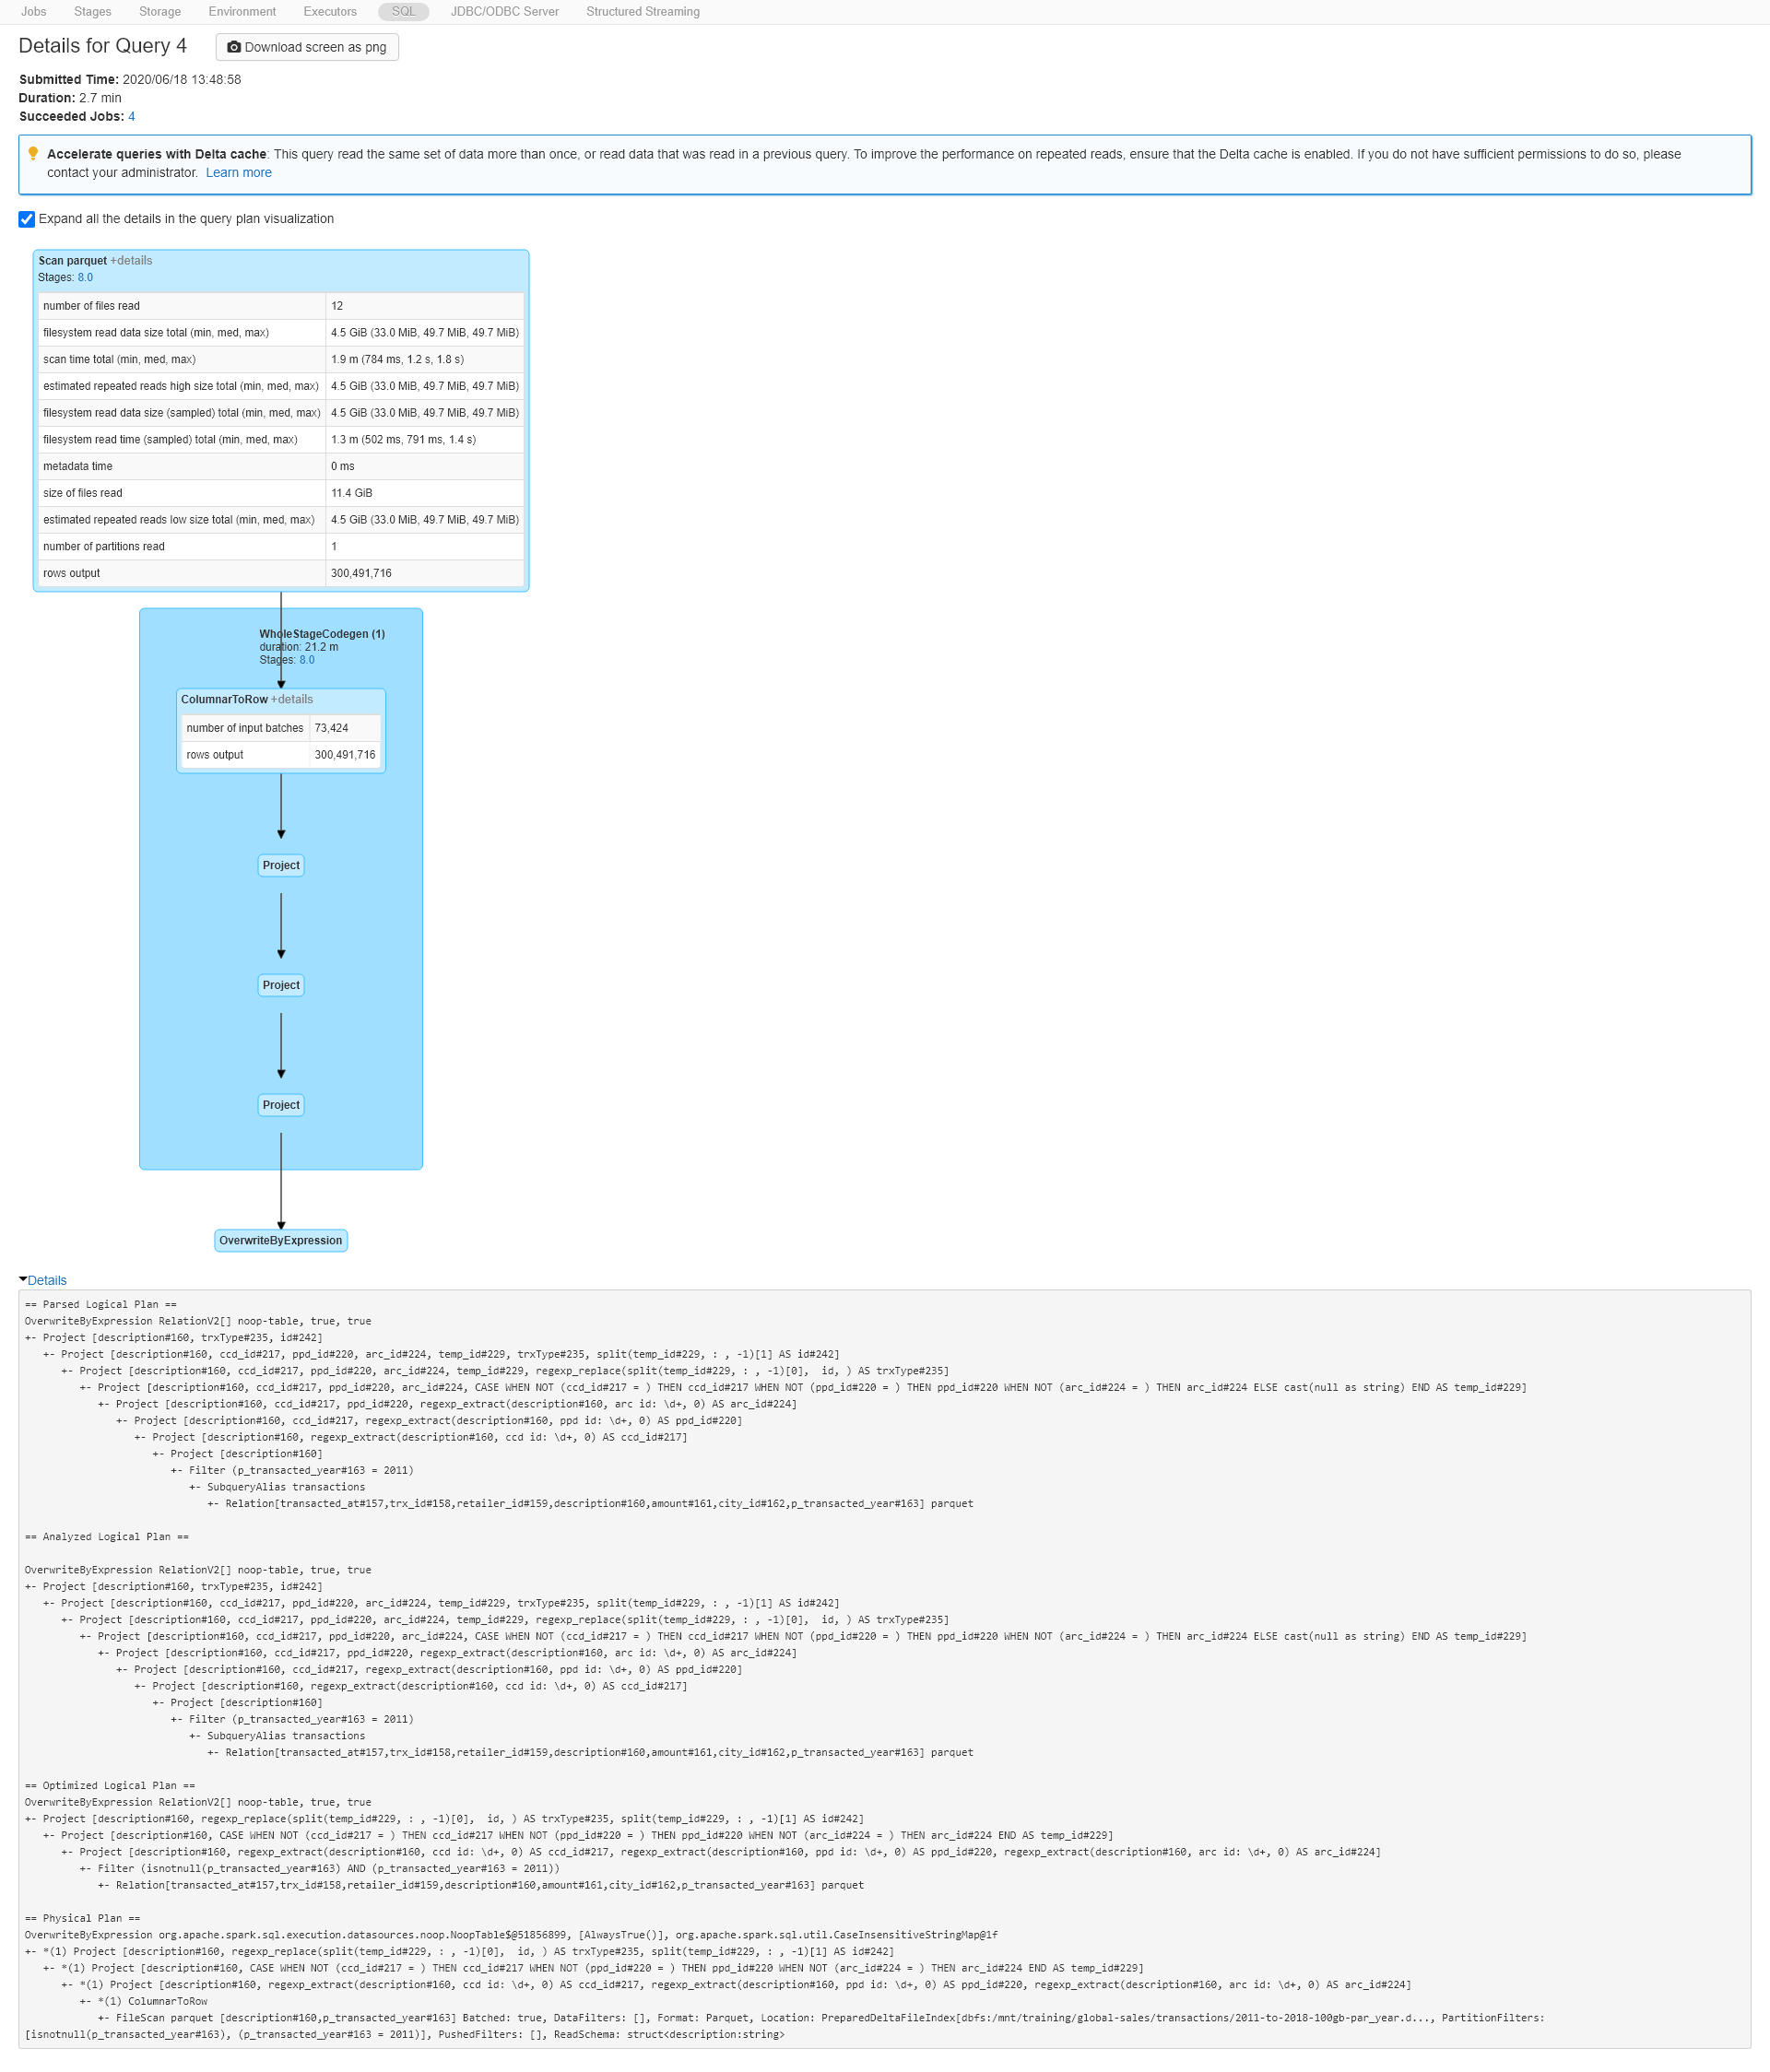 Jobs Stages Storage Environment Executors SQL JDBC/ODBC Server Structured Streaming
Details for Query 4 Download screen as png
Submitted Time: 2020/06/18 13:48:58
Duration: 2.7 min
Succeeded Jobs: 4
Accelerate queries with Delta cache: This query read the same set of data more than once, or read data that was read in a previous query. To improve the performance on repeated reads, ensure that the Delta cache is enabled. If you do not have sufficient permissions to do so, please
contact your administrator. Learn more
Expand all the details in the query plan visualization
Scan parquet +details
Stages: 8.0
number of files read 12
filesystem read data size total (min, med, max) 4.5 GiB (33.0 MiB, 49.7 MiB, 49.7 MiB)
scan time total (min, med, max) 1.9 m (784 ms, 1.2 s, 1.8 s)
estimated repeated reads high size total (min, med, max) 4.5 GiB (33.0 MiB, 49.7 MiB, 49.7 MiB)
filesystem read data size (sampled) total (min, med, max) 4.5 GiB (33.0 MiB, 49.7 MiB, 49.7 MiB)
filesystem read time (sampled) total (min, med, max) 1.3 m (502 ms, 791 ms, 1.4 s)
metadata time 0 ms
size of files read 11.4 GiB
estimated repeated reads low size total (min, med, max) 4.5 GiB (33.0 MiB, 49.7 MiB, 49.7 MiB)
number of partitions read 1
rows output 300,491,716
WholeStageCodegen (1)
duration: 21.2 m
Stages: 8.0
ColumnarToRow +details
number of input batches 73,424
rows output 300,491,716
Project
Project
Project
OverwriteByExpression
Details
== Parsed Logical Plan ==
OverwriteByExpression RelationV2[] noop-table, true, true
+- Project [description#160, trxType#235, id#242]
+- Project [description#160, ccd_id#217, ppd_id#220, arc_id#224, temp_id#229, trxType#235, split(temp_id#229, : , -1)[1] AS id#242]
+- Project [description#160, ccd_id#217, ppd_id#220, arc_id#224, temp_id#229, regexp_replace(split(temp_id#229, : , -1)[0],  id, ) AS trxType#235]
+- Project [description#160, ccd_id#217, ppd_id#220, arc_id#224, CASE WHEN NOT (ccd_id#217 = ) THEN ccd_id#217 WHEN NOT (ppd_id#220 = ) THEN ppd_id#220 WHEN NOT (arc_id#224 = ) THEN arc_id#224 ELSE cast(null as string) END AS temp_id#229]
+- Project [description#160, ccd_id#217, ppd_id#220, regexp_extract(description#160, arc id: \d+, 0) AS arc_id#224]
+- Project [description#160, ccd_id#217, regexp_extract(description#160, ppd id: \d+, 0) AS ppd_id#220]
+- Project [description#160, regexp_extract(description#160, ccd id: \d+, 0) AS ccd_id#217]
+- Project [description#160]
+- Filter (p_transacted_year#163 = 2011)
+- SubqueryAlias transactions
+- Relation[transacted_at#157,trx_id#158,retailer_id#159,description#160,amount#161,city_id#162,p_transacted_year#163] parquet
== Analyzed Logical Plan ==
OverwriteByExpression RelationV2[] noop-table, true, true
+- Project [description#160, trxType#235, id#242]
+- Project [description#160, ccd_id#217, ppd_id#220, arc_id#224, temp_id#229, trxType#235, split(temp_id#229, : , -1)[1] AS id#242]
+- Project [description#160, ccd_id#217, ppd_id#220, arc_id#224, temp_id#229, regexp_replace(split(temp_id#229, : , -1)[0],  id, ) AS trxType#235]
+- Project [description#160, ccd_id#217, ppd_id#220, arc_id#224, CASE WHEN NOT (ccd_id#217 = ) THEN ccd_id#217 WHEN NOT (ppd_id#220 = ) THEN ppd_id#220 WHEN NOT (arc_id#224 = ) THEN arc_id#224 ELSE cast(null as string) END AS temp_id#229]
+- Project [description#160, ccd_id#217, ppd_id#220, regexp_extract(description#160, arc id: \d+, 0) AS arc_id#224]
+- Project [description#160, ccd_id#217, regexp_extract(description#160, ppd id: \d+, 0) AS ppd_id#220]
+- Project [description#160, regexp_extract(description#160, ccd id: \d+, 0) AS ccd_id#217]
+- Project [description#160]
+- Filter (p_transacted_year#163 = 2011)
+- SubqueryAlias transactions
+- Relation[transacted_at#157,trx_id#158,retailer_id#159,description#160,amount#161,city_id#162,p_transacted_year#163] parquet
== Optimized Logical Plan ==
OverwriteByExpression RelationV2[] noop-table, true, true
+- Project [description#160, regexp_replace(split(temp_id#229, : , -1)[0],  id, ) AS trxType#235, split(temp_id#229, : , -1)[1] AS id#242]
+- Project [description#160, CASE WHEN NOT (ccd_id#217 = ) THEN ccd_id#217 WHEN NOT (ppd_id#220 = ) THEN ppd_id#220 WHEN NOT (arc_id#224 = ) THEN arc_id#224 END AS temp_id#229]
+- Project [description#160, regexp_extract(description#160, ccd id: \d+, 0) AS ccd_id#217, regexp_extract(description#160, ppd id: \d+, 0) AS ppd_id#220, regexp_extract(description#160, arc id: \d+, 0) AS arc_id#224]
+- Filter (isnotnull(p_transacted_year#163) AND (p_transacted_year#163 = 2011))
+- Relation[transacted_at#157,trx_id#158,retailer_id#159,description#160,amount#161,city_id#162,p_transacted_year#163] parquet
== Physical Plan ==
OverwriteByExpression org.apache.spark.sql.execution.datasources.noop.NoopTable$@51856899, [AlwaysTrue()], org.apache.spark.sql.util.CaseInsensitiveStringMap@1f
+- *(1) Project [description#160, regexp_replace(split(temp_id#229, : , -1)[0],  id, ) AS trxType#235, split(temp_id#229, : , -1)[1] AS id#242]
+- *(1) Project [description#160, CASE WHEN NOT (ccd_id#217 = ) THEN ccd_id#217 WHEN NOT (ppd_id#220 = ) THEN ppd_id#220 WHEN NOT (arc_id#224 = ) THEN arc_id#224 END AS temp_id#229]
+- *(1) Project [description#160, regexp_extract(description#160, ccd id: \d+, 0) AS ccd_id#217, regexp_extract(description#160, ppd id: \d+, 0) AS ppd_id#220, regexp_extract(description#160, arc id: \d+, 0) AS arc_id#224]
+- *(1) ColumnarToRow
+- FileScan parquet [description#160,p_transacted_year#163] Batched: true, DataFilters: [], Format: Parquet, Location: PreparedDeltaFileIndex[dbfs:/mnt/training/global-sales/transactions/2011-to-2018-100gb-par_year.d..., PartitionFilters:
[isnotnull(p_transacted_year#163), (p_transacted_year#163 = 2011)], PushedFilters: [], ReadSchema: struct<description:string>